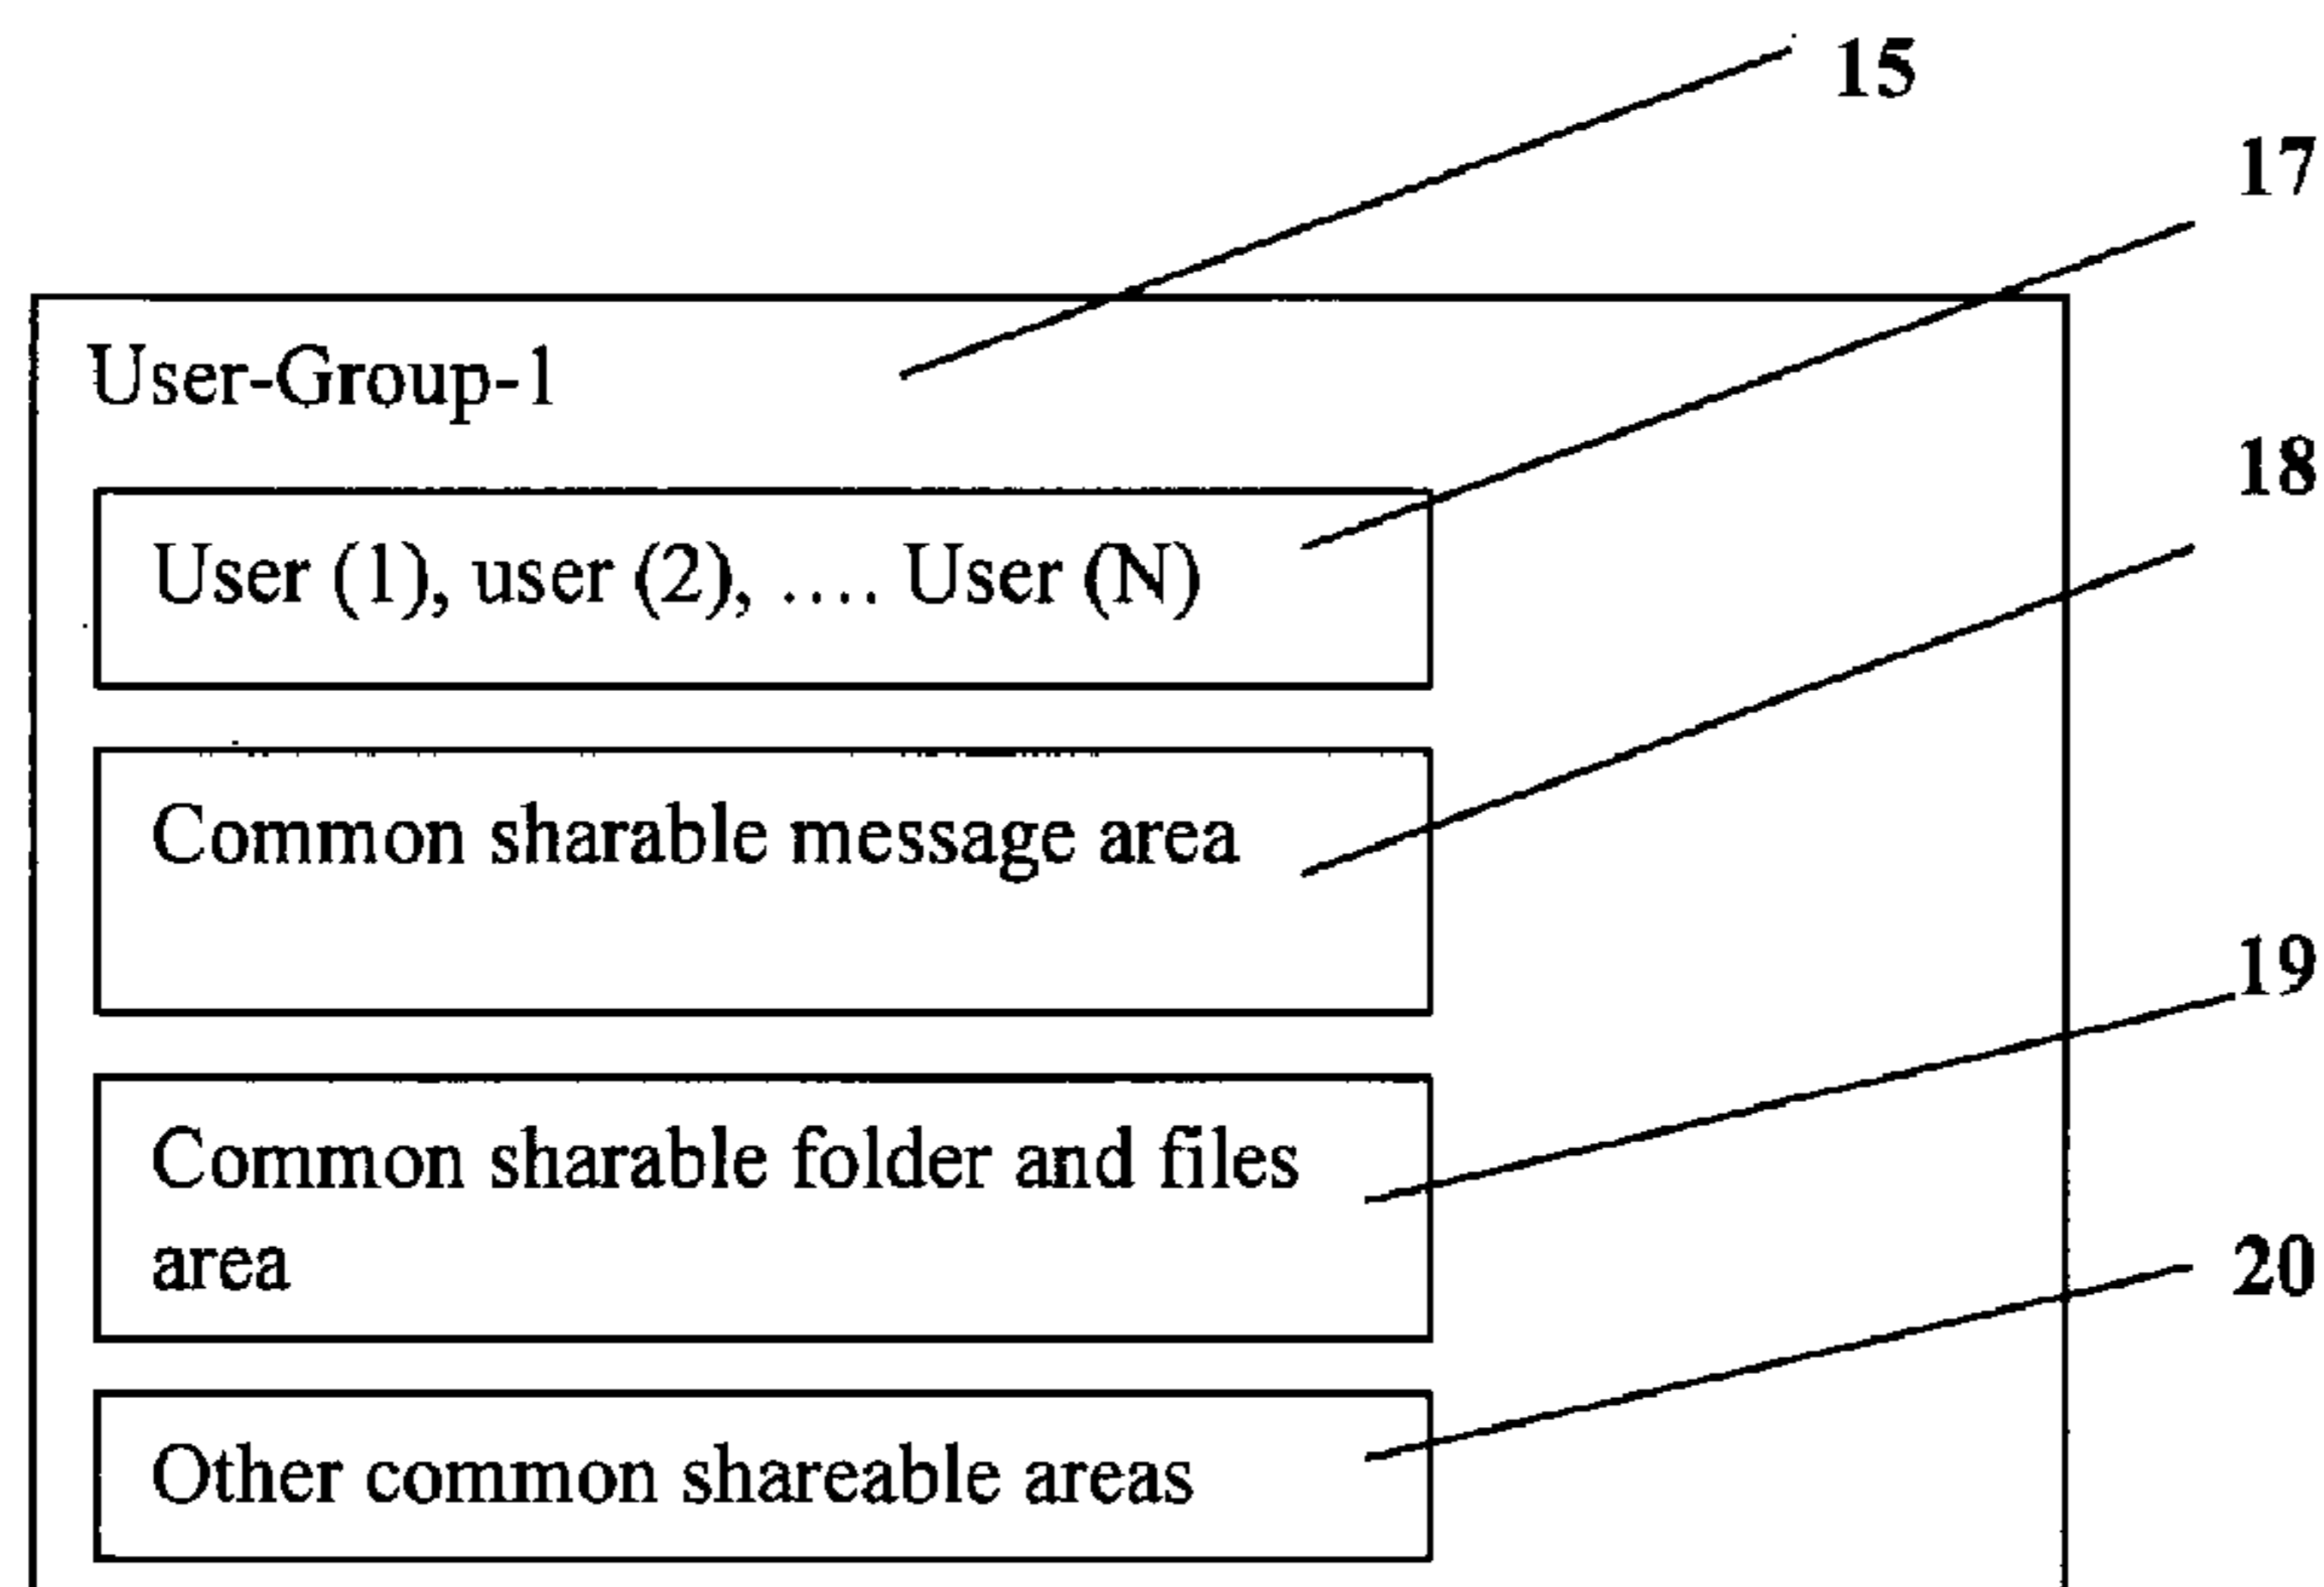 15
17
User-Group-1
18
User (1), user (2), .... User (N)
Common sharable message area
19
Common sharable folder and files
area
20
Other common shareable areas